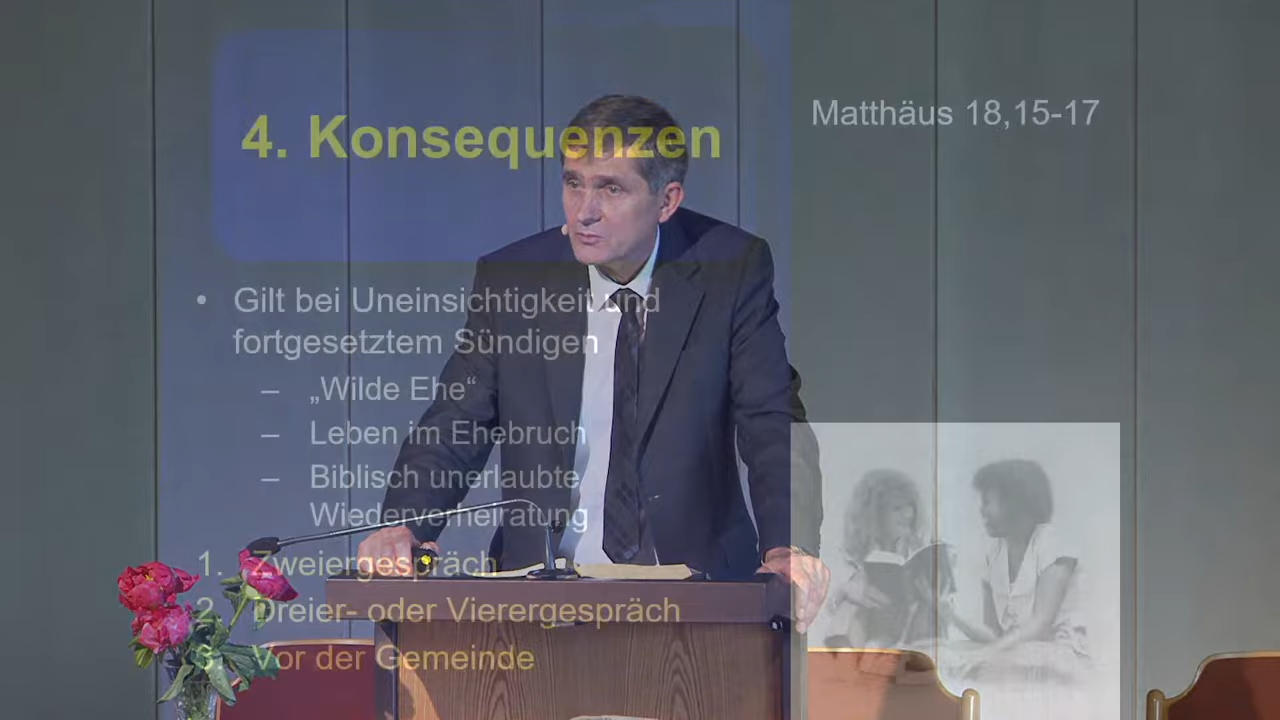 4. Konsequenzen
Matthäus 18,15-17
• Gilt bei Uneinsichtigkeit und
fortgesetztem Sündigen
– „Wilde Ehe“
– Leben im Ehebruch
– Biblisch unerlaubte
Wiederverheiratung
1. Zweiergespräch
2. Dreier- oder Vierergespräch
3. Vor der Gemeinde